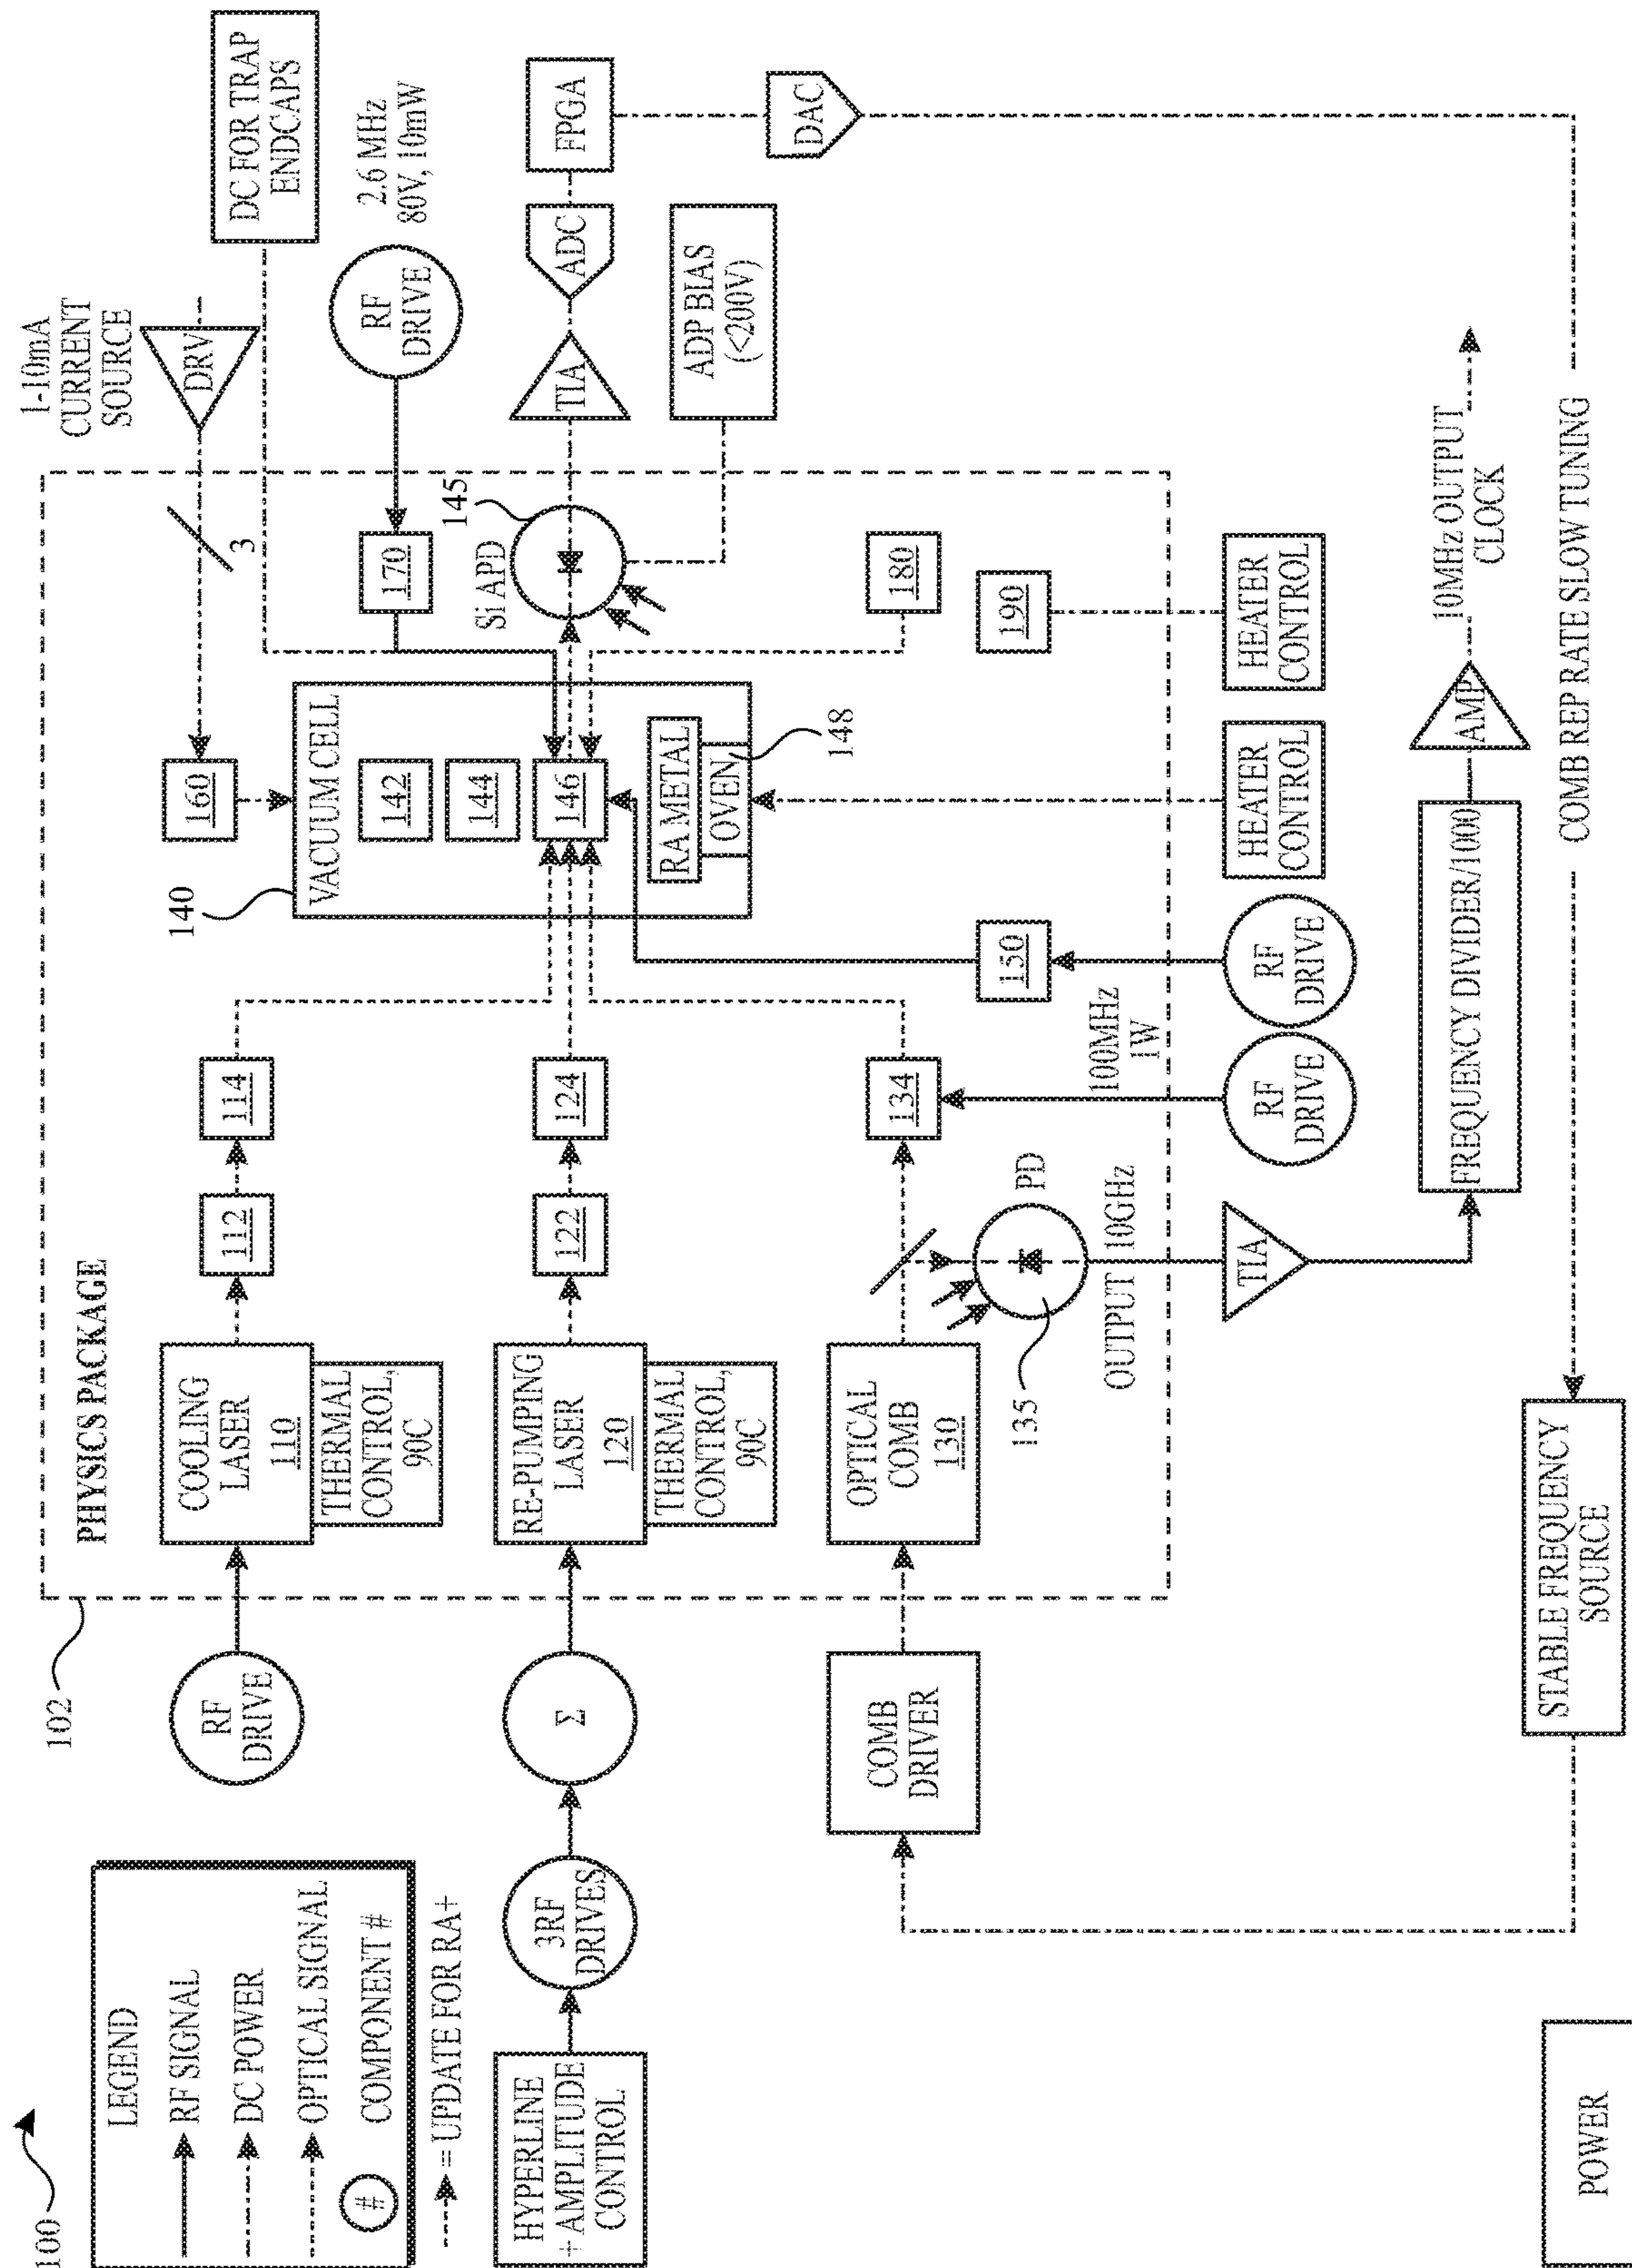 100
LEGEND
RF SIGNAL
DC POWER
OPTICAL SIGNAL
# COMPONENT #
= UPDATE FOR RA+
HYPERLINE
+ AMPLITUDE
CONTROL
3RF
DRIVES
Σ
RF
DRIVE
COMB
DRIVER
102
PHYSICS PACKAGE
COOLING
LASER
110
THERMAL
CONTROL,
90C
112
114
RE-PUMPING
LASER
120
THERMAL
CONTROL,
90C
122
124
OPTICAL
COMB
130
134
135
PD
OUTPUT 10GHz
100MHz
1W
150
140
VACUUM CELL
142
144
146
RA METAL
OVEN
148
160
3
170
Si APD
145
180
190
1-10mA
CURRENT
SOURCE
DRV
DC FOR TRAP
ENDCAPS
RF
DRIVE
2.6 MHz
80V, 10mW
TIA
ADC
FPGA
ADP BIAS
(<200V)
DAC
RF
DRIVE
RF
DRIVE
HEATER
CONTROL
HEATER
CONTROL
TIA
FREQUENCY DIVIDER/1000
AMP
10MHz OUTPUT
CLOCK
COMB REP RATE SLOW TUNING
STABLE FREQUENCY
SOURCE
POWER